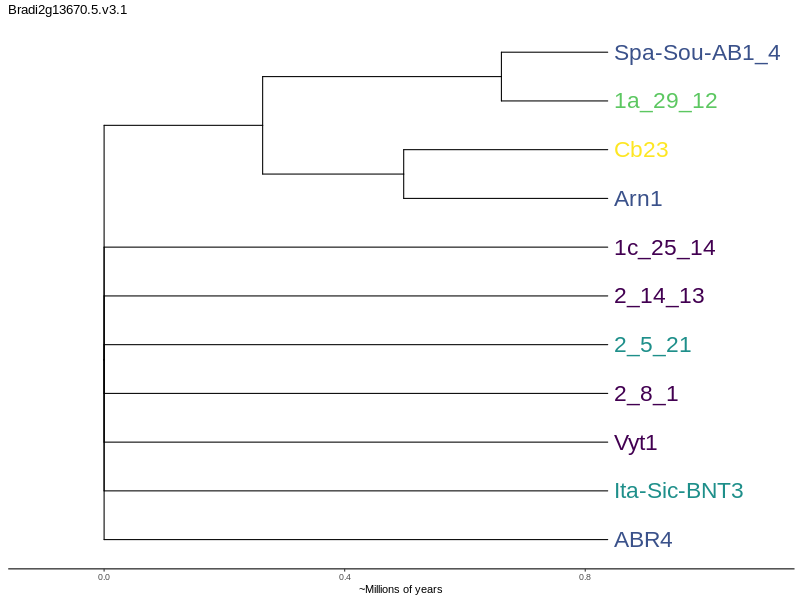 Bradi2g13670.5.v3.1
Spa-Sou-AB1_4
1a_29_12
Cb23
Arn1
1c_25_14
2_14_13
2_5_21
2_8_1
Vyt1
Ita-Sic-BNT3
ABR4
0.0 0.4 0.8
~Millions of years